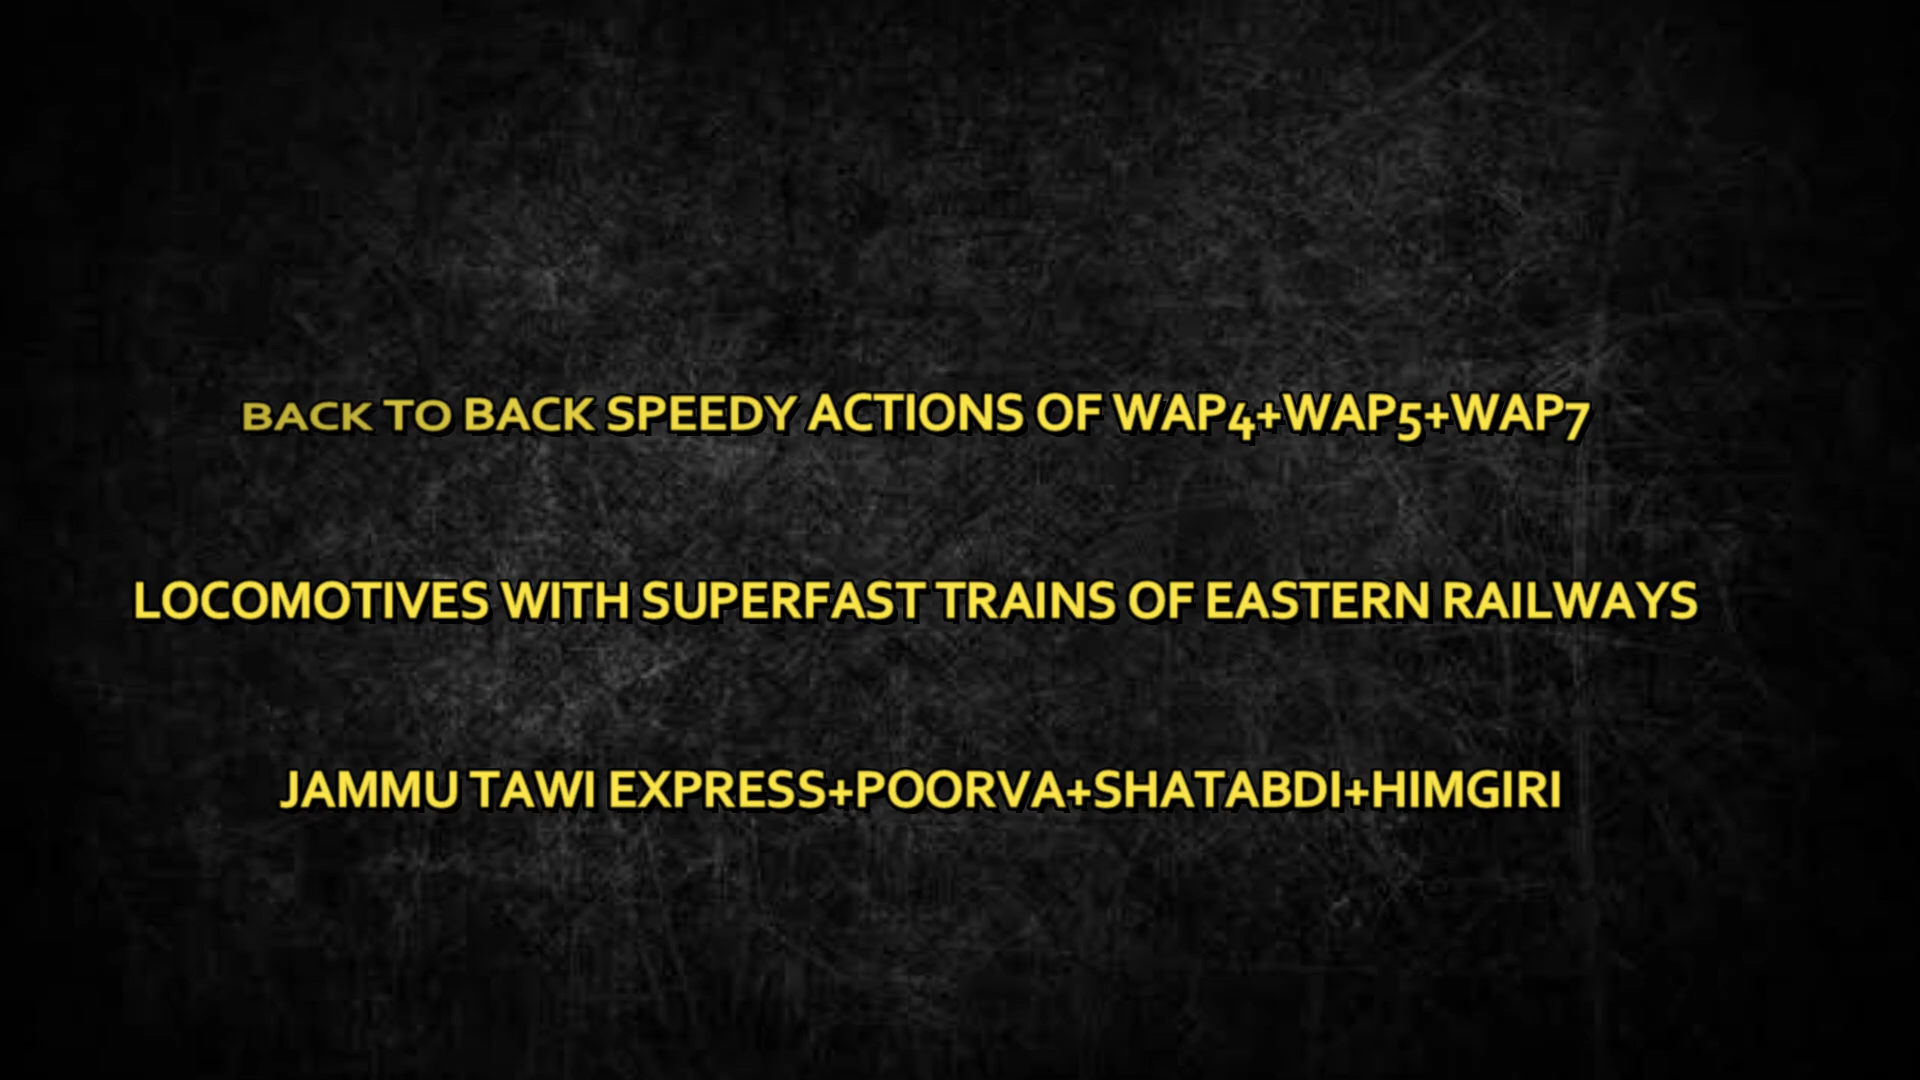 BACK TO BACK SPEEDY ACTIONS OF WAP4+WAP5+WAP7
LOCOMOTIVES WITH SUPERFAST TRAINS OF EASTERN RAILWAYS
JAMMU TAWI EXPRESS+POORVA+SHATABDI+HIMGIRI